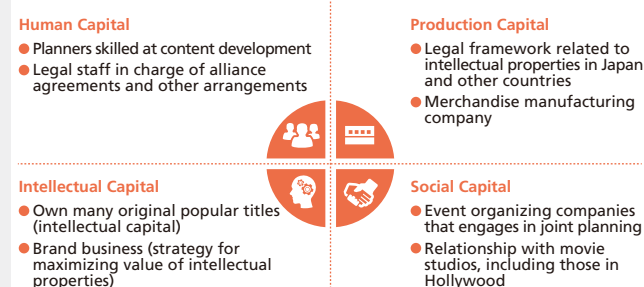 Human Capital
● Planners skilled at content development
● Legal staff in charge of alliance
agreements and other arrangements
Production Capital
● Legal framework related to
intellectual properties in Japan
and other countries
● Merchandise manufacturing
company
Intellectual Capital
● Own many original popular titles
(intellectual capital)
● Brand business (strategy for
maximizing value of intellectual
properties)
Social Capital
● Event organizing companies
that engages in joint planning
● Relationship with movie
studios, including those in
Hollywood